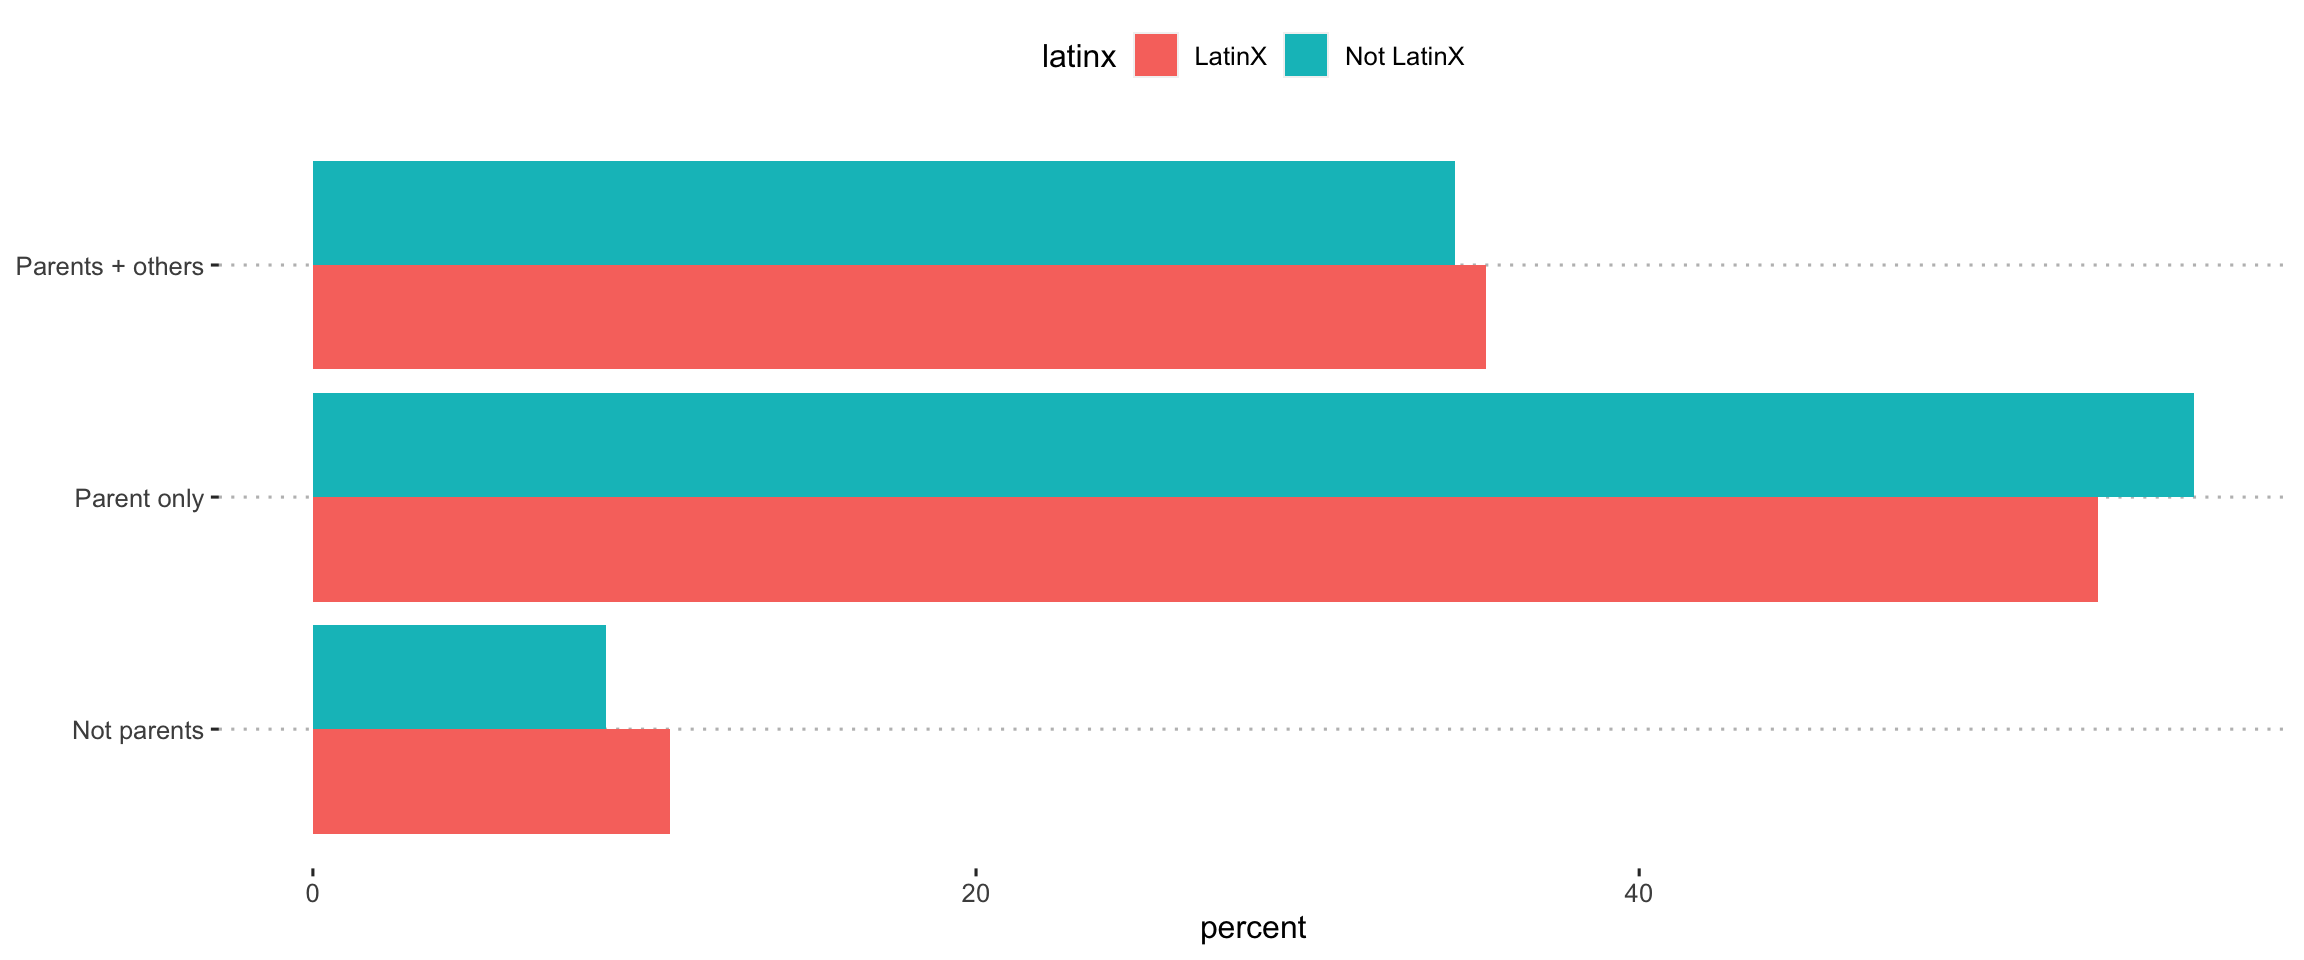 latinx LatinX Not LatinX
Parents + others
Parent only
Not parents
0 20 40
percent